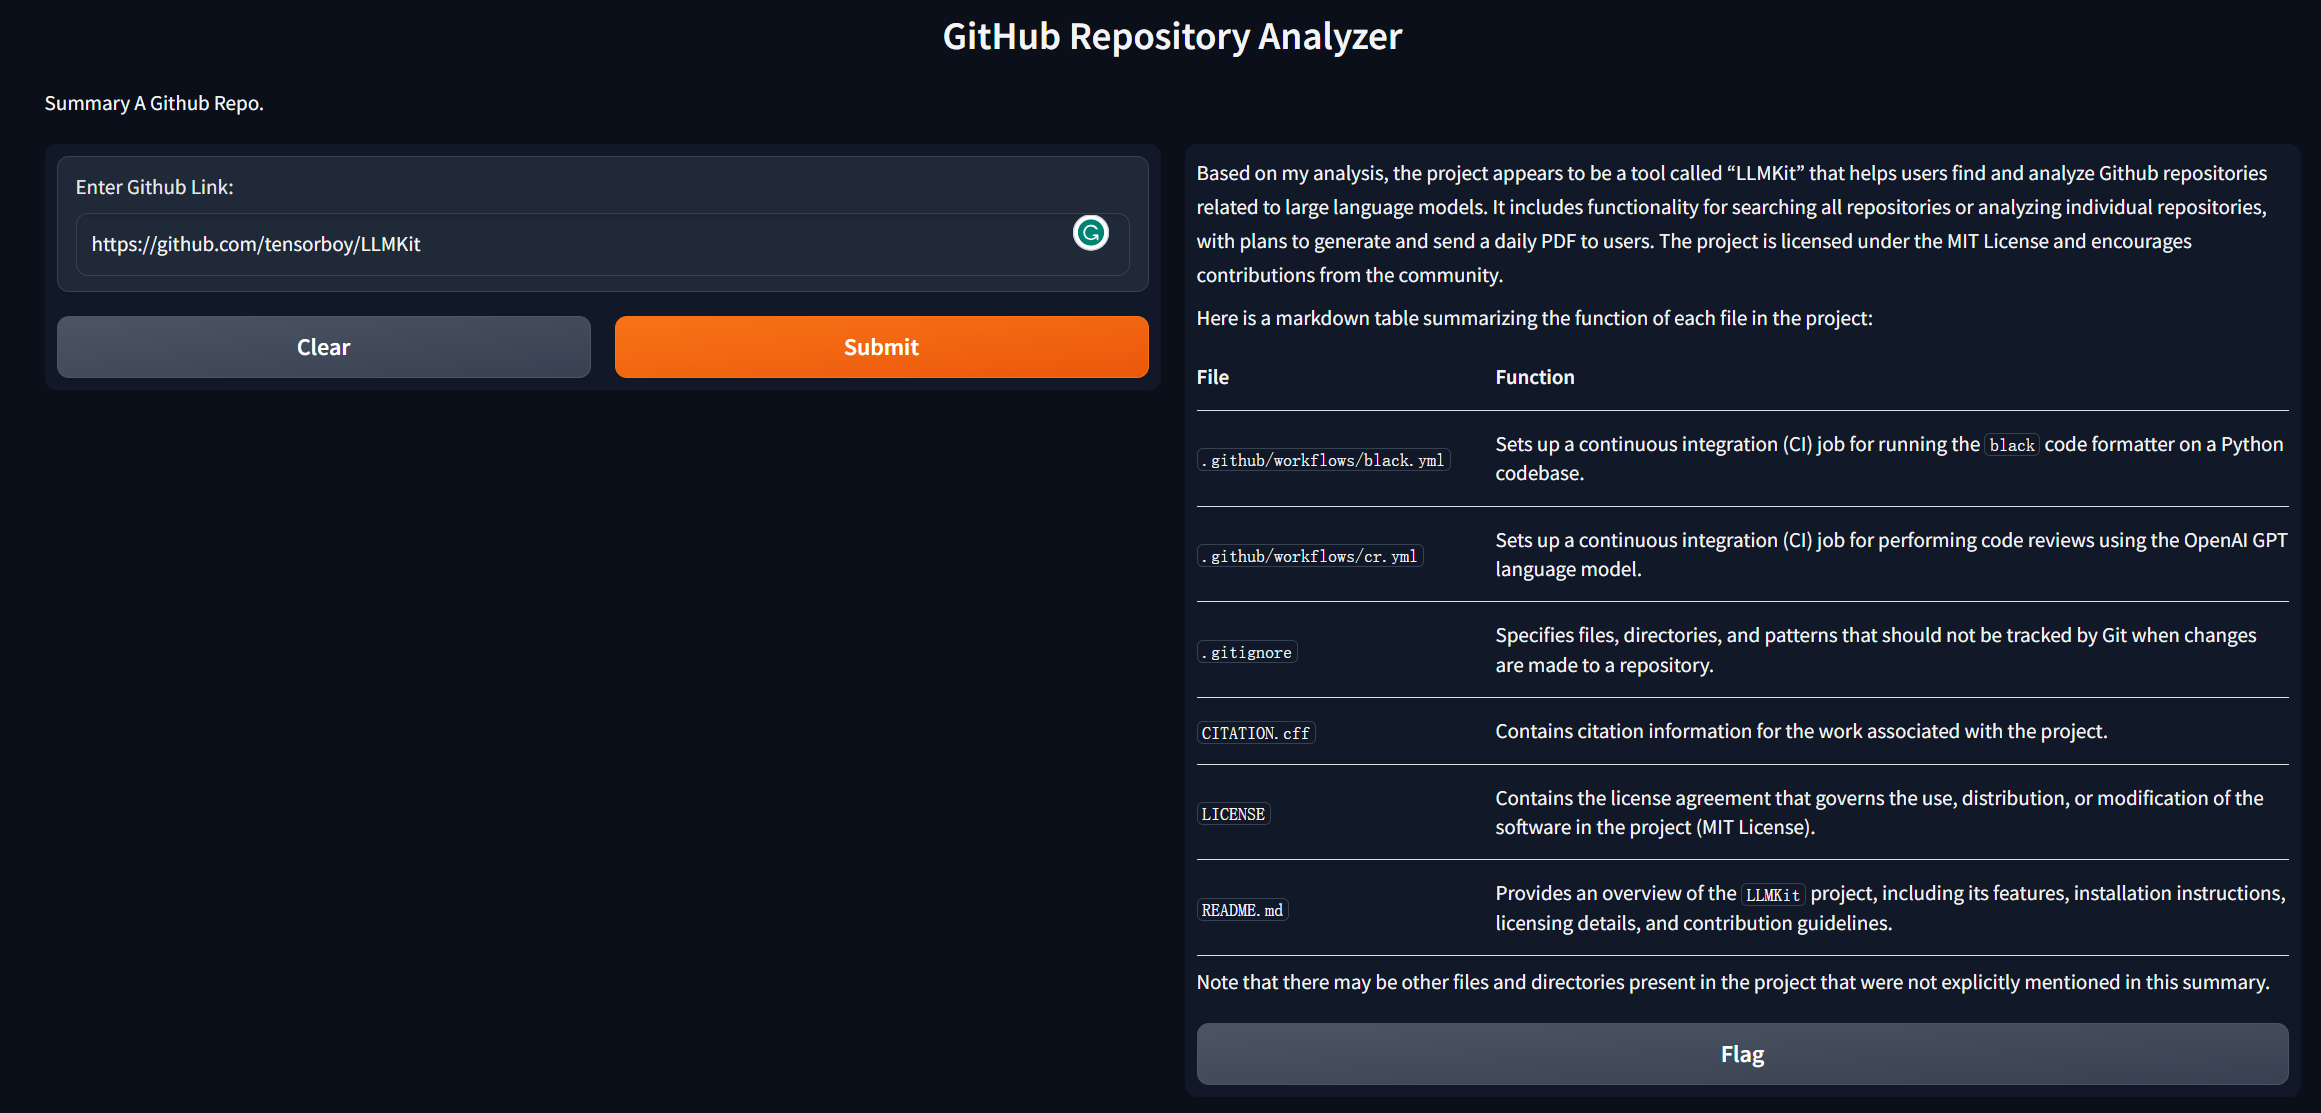 GitHub Repository Analyzer
Summary A Github Repo.
Enter Github Link:
https://github.com/tensorboy/LLMKit
Clear
Submit
Based on my analysis, the project appears to be a tool called “LLMKit” that helps users find and analyze Github repositories
related to large language models. It includes functionality for searching all repositories or analyzing individual repositories,
with plans to generate and send a daily PDF to users. The project is licensed under the MIT License and encourages
contributions from the community.
Here is a markdown table summarizing the function of each file in the project:
File Function
.github/workflows/black.yml
Sets up a continuous integration (CI) job for running the black code formatter on a Python
codebase.
.github/workflows/cr.yml
Sets up a continuous integration (CI) job for performing code reviews using the OpenAI GPT
language model.
.gitignore
Specifies files, directories, and patterns that should not be tracked by Git when changes
are made to a repository.
CITATION.cff
Contains citation information for the work associated with the project.
LICENSE
Contains the license agreement that governs the use, distribution, or modification of the
software in the project (MIT License).
README.md
Provides an overview of the LLMKit project, including its features, installation instructions,
licensing details, and contribution guidelines.
Note that there may be other files and directories present in the project that were not explicitly mentioned in this summary.
Flag